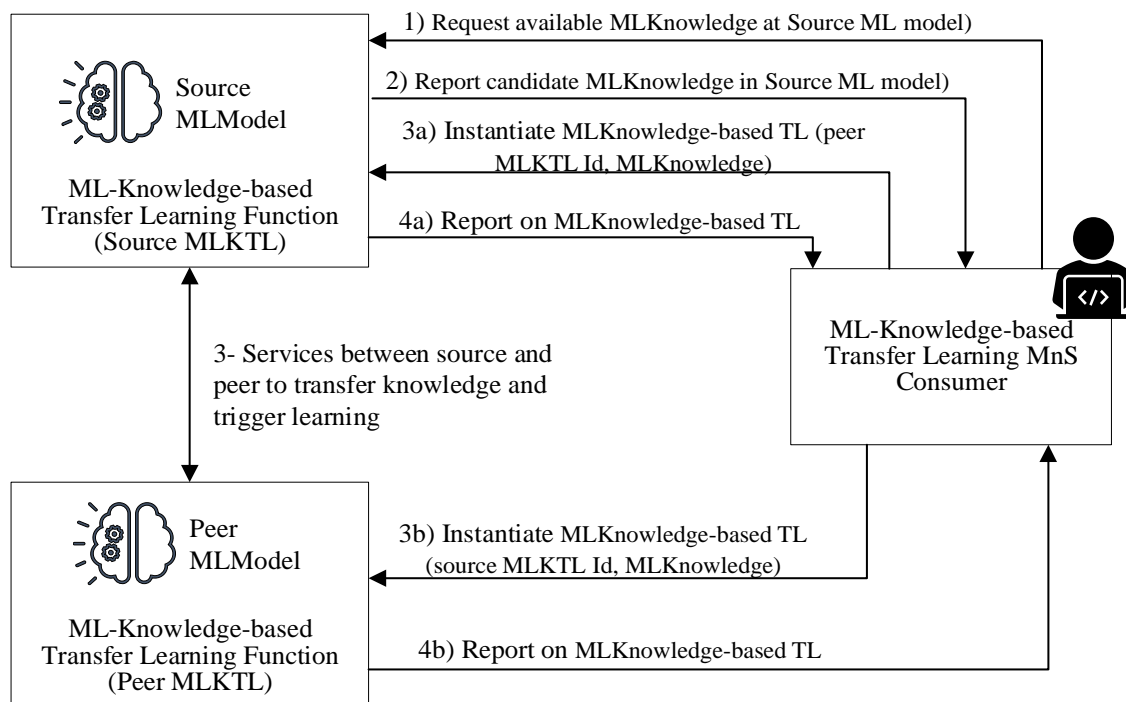 1) Request available MLKnowledge at Source ML model)
Source
MLModel
2) Report candidate MLKnowledge in Source ML model)
3a) Instantiate MLKnowledge-based TL (peer
MLKTL Id, MLKnowledge)
ML-Knowledge-based
Transfer Learning Function
(Source MLKTL)
4a) Report on MLKnowledge-based TL
</>
ML-Knowledge-based
Transfer Learning MnS
Consumer
3- Services between source and
peer to transfer knowledge and
trigger learning
Peer
MLModel
3b) Instantiate MLKnowledge-based TL
(source MLKTL Id, MLKnowledge)
ML-Knowledge-based
Transfer Learning Function
(Peer MLKTL)
4b) Report on MLKnowledge-based TL